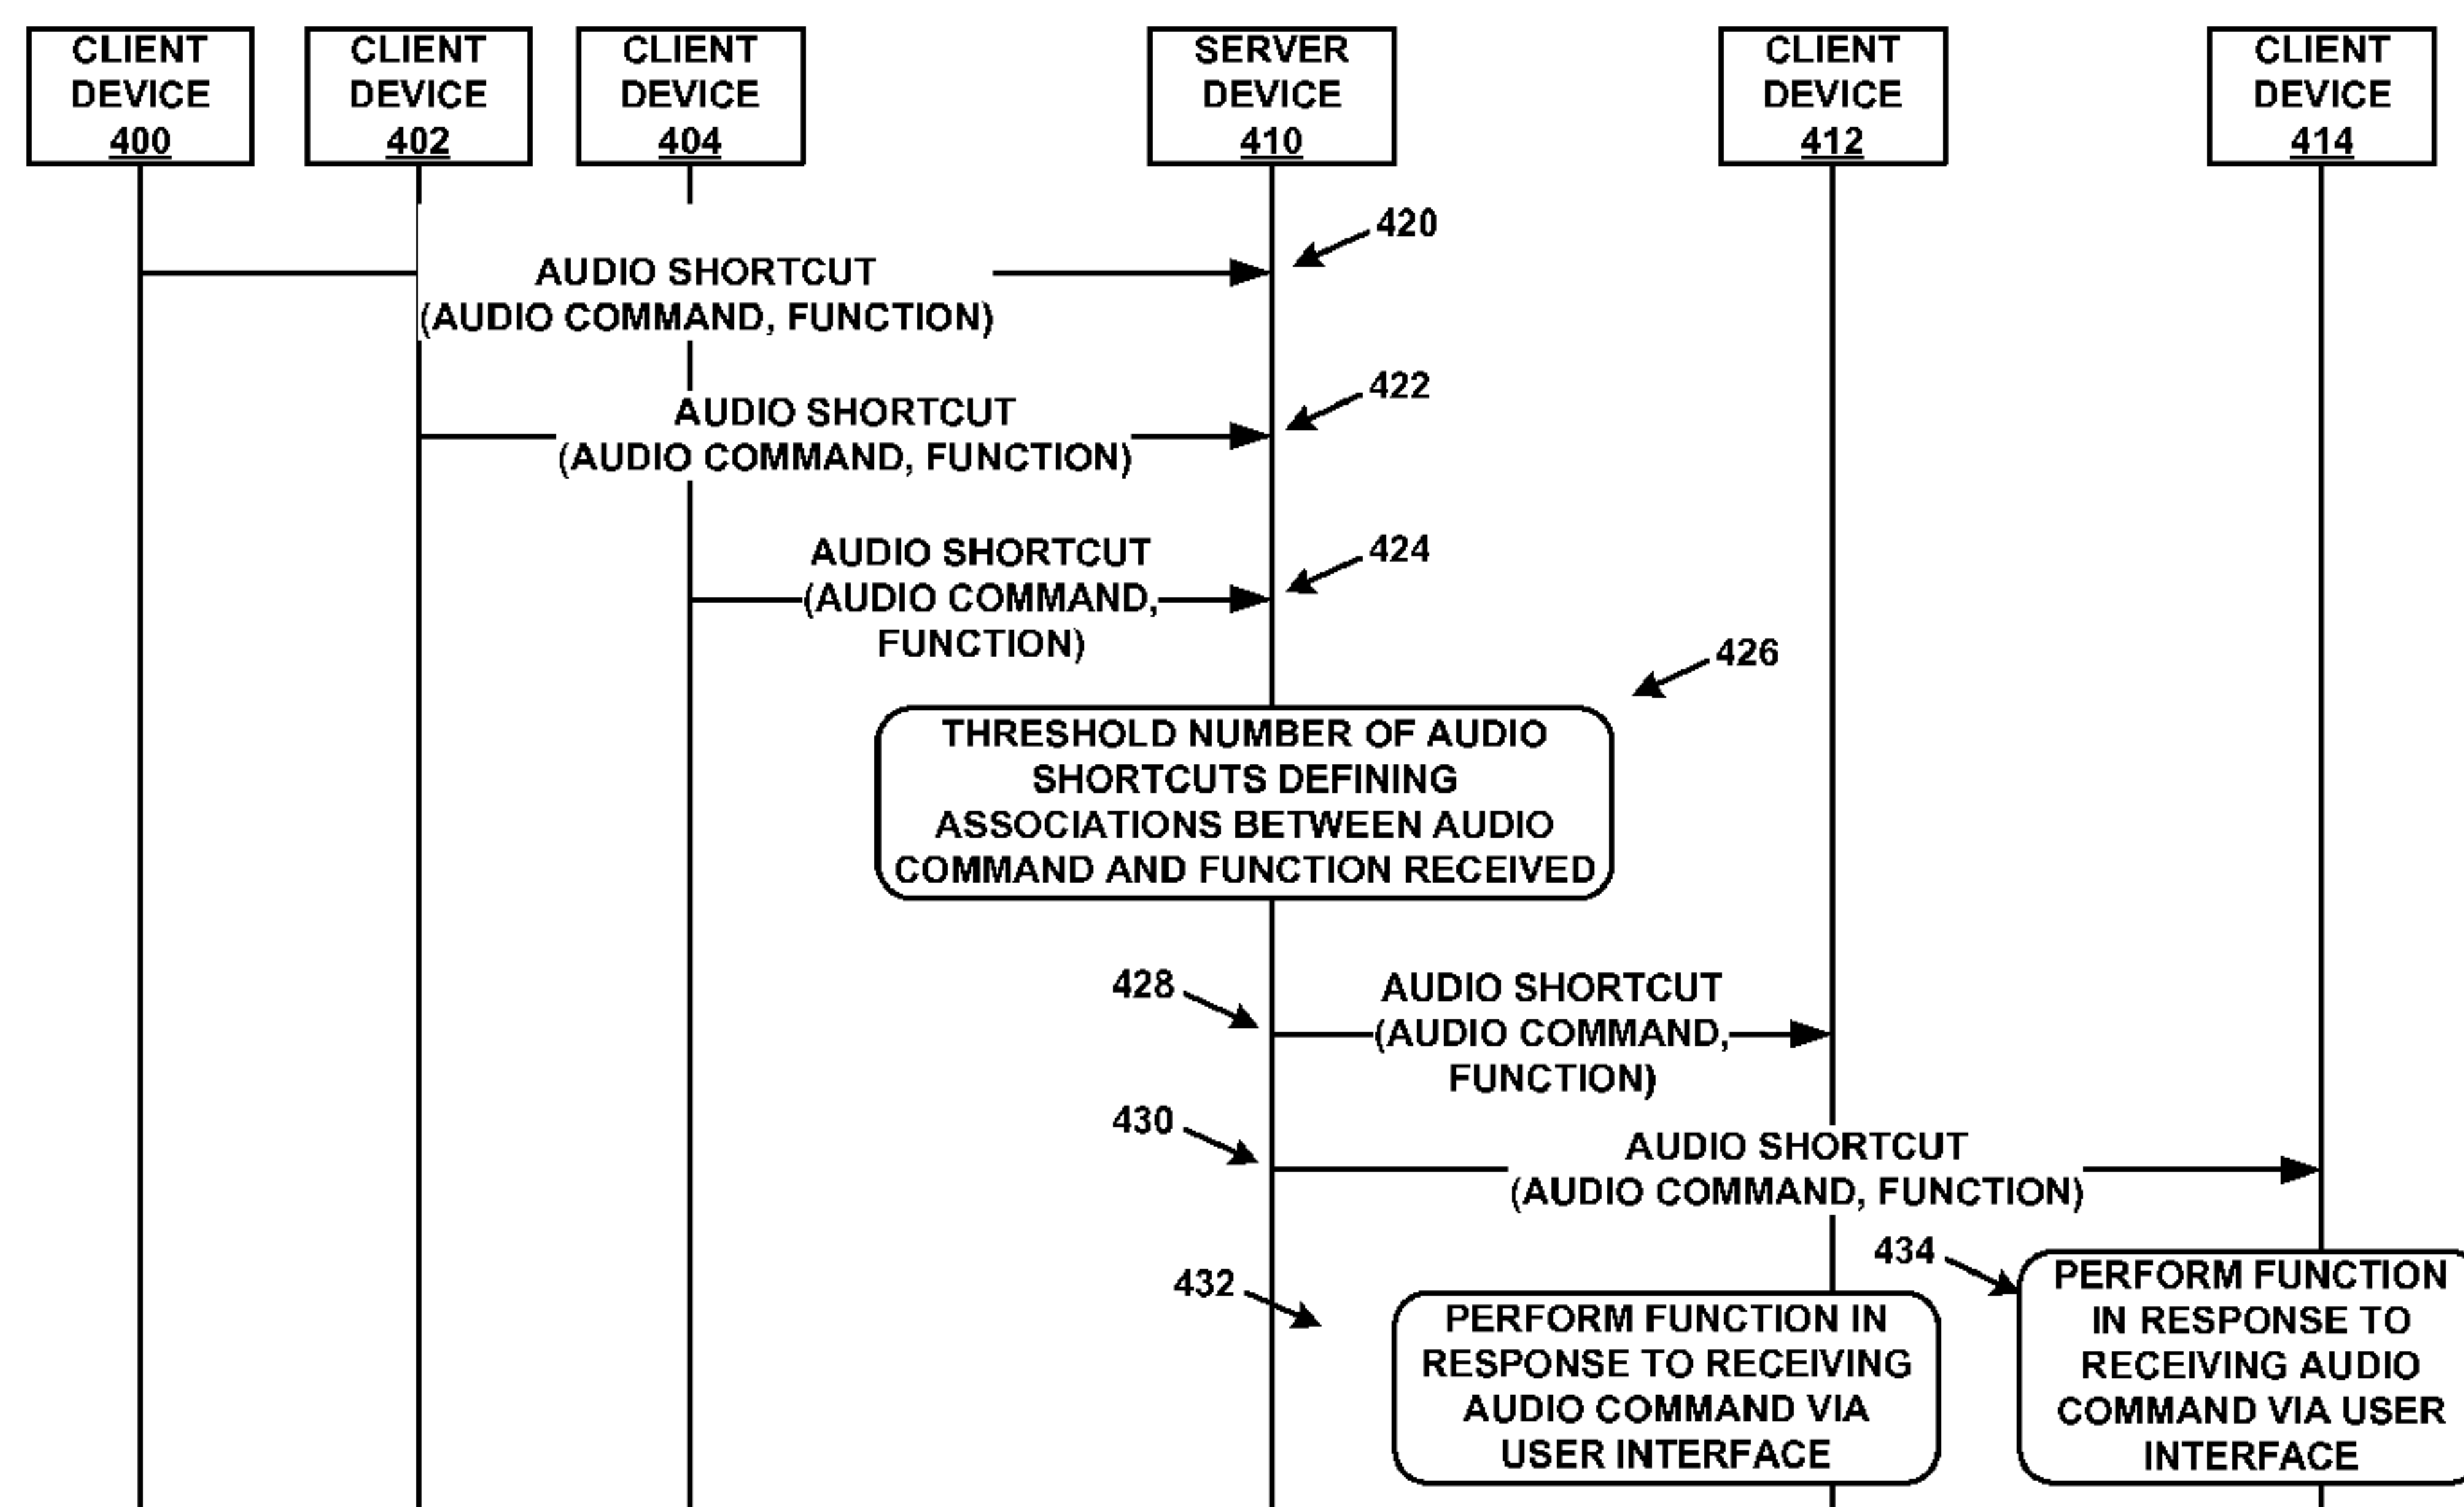 CLIENT
DEVICE
400
CLIENT
DEVICE
402
CLIENT
DEVICE
404
SERVER
DEVICE
410
CLIENT
DEVICE
412
CLIENT
DEVICE
414
420
AUDIO SHORTCUT
(AUDIO COMMAND, FUNCTION)
422
AUDIO SHORTCUT
(AUDIO COMMAND, FUNCTION)
424
AUDIO SHORTCUT
(AUDIO COMMAND,
FUNCTION)
426
THRESHOLD NUMBER OF AUDIO
SHORTCUTS DEFINING
ASSOCIATIONS BETWEEN AUDIO
COMMAND AND FUNCTION RECEIVED
428
AUDIO SHORTCUT
(AUDIO COMMAND,
FUNCTION)
430
AUDIO SHORTCUT
(AUDIO COMMAND, FUNCTION)
432
PERFORM FUNCTION IN
RESPONSE TO RECEIVING
AUDIO COMMAND VIA
USER INTERFACE
434
PERFORM FUNCTION
IN RESPONSE TO
RECEIVING AUDIO
COMMAND VIA USER
INTERFACE